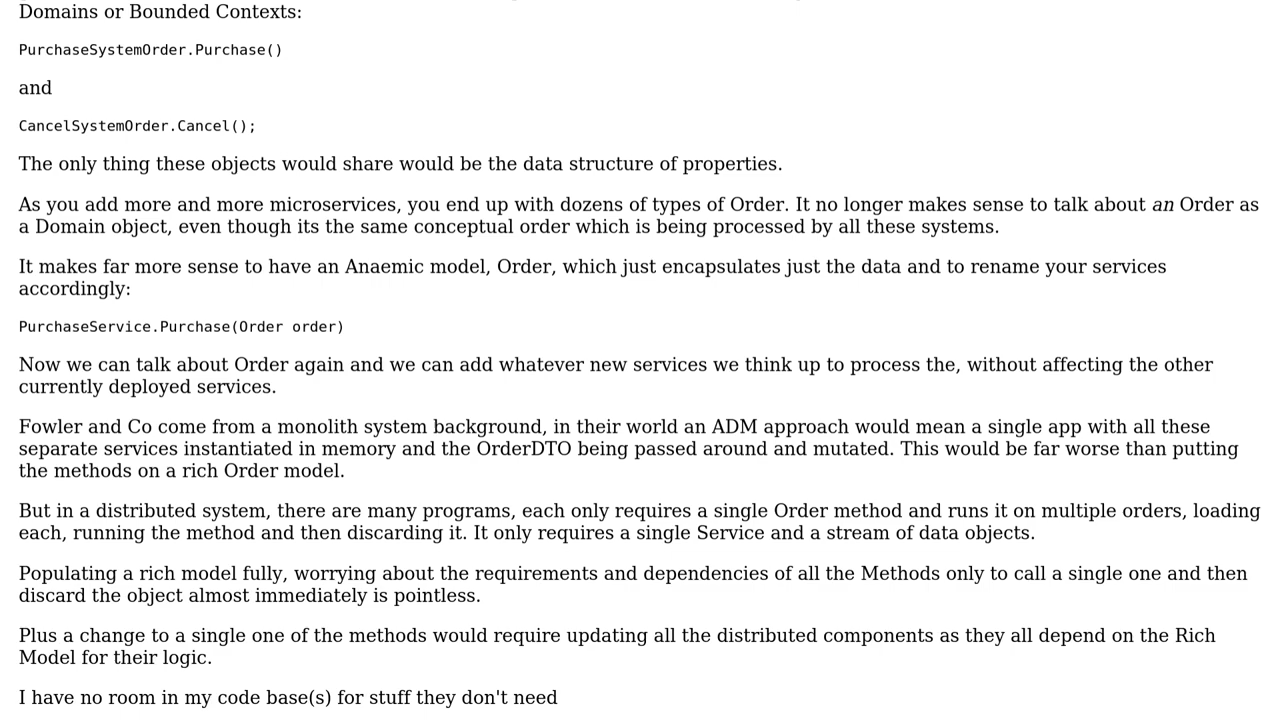 Domains or Bounded Contexts:
PurchaseSystemOrder.Purchase()
and
CancelSystemOrder.Cancel();
The only thing these objects would share would be the data structure of properties.
As you add more and more microservices, you end up with dozens of types of Order. It no longer makes sense to talk about an Order as
a Domain object, even though its the same conceptual order which is being processed by all these systems.
It makes far more sense to have an Anaemic model, Order, which just encapsulates just the data and to rename your services
accordingly:
PurchaseService.Purchase(Order order)
Now we can talk about Order again and we can add whatever new services we think up to process the, without affecting the other
currently deployed services.
Fowler and Co come from a monolith system background, in their world an ADM approach would mean a single app with all these
separate services instantiated in memory and the OrderDTO being passed around and mutated. This would be far worse than putting
the methods on a rich Order model.
But in a distributed system, there are many programs, each only requires a single Order method and runs it on multiple orders, loading
each, running the method and then discarding it. It only requires a single Service and a stream of data objects.
Populating a rich model fully, worrying about the requirements and dependencies of all the Methods only to call a single one and then
discard the object almost immediately is pointless.
Plus a change to a single one of the methods would require updating all the distributed components as they all depend on the Rich
Model for their logic.
I have no room in my code base(s) for stuff they don't need